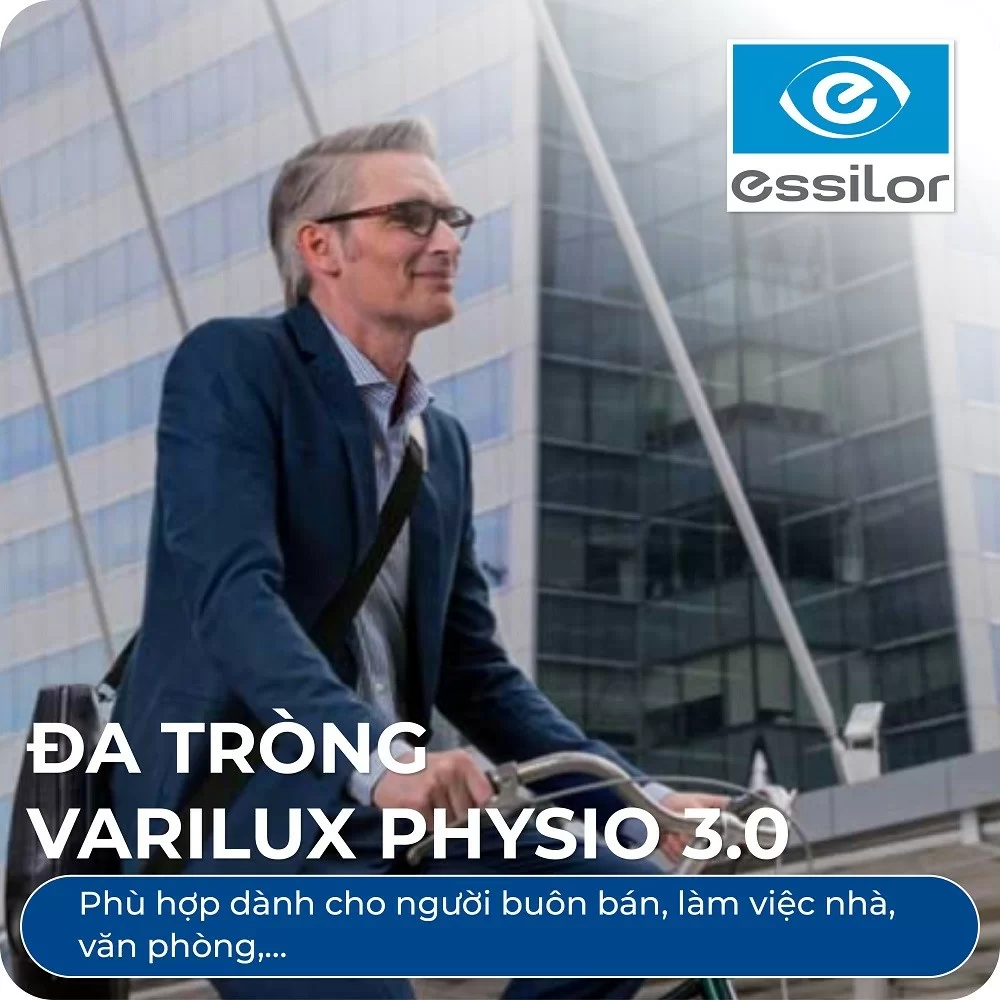 essilor
ĐA TRÒNG
VARILUX PHYSIO 3.0
Phù hợp dành cho người buôn bán, làm việc nhà,
văn phòng,...